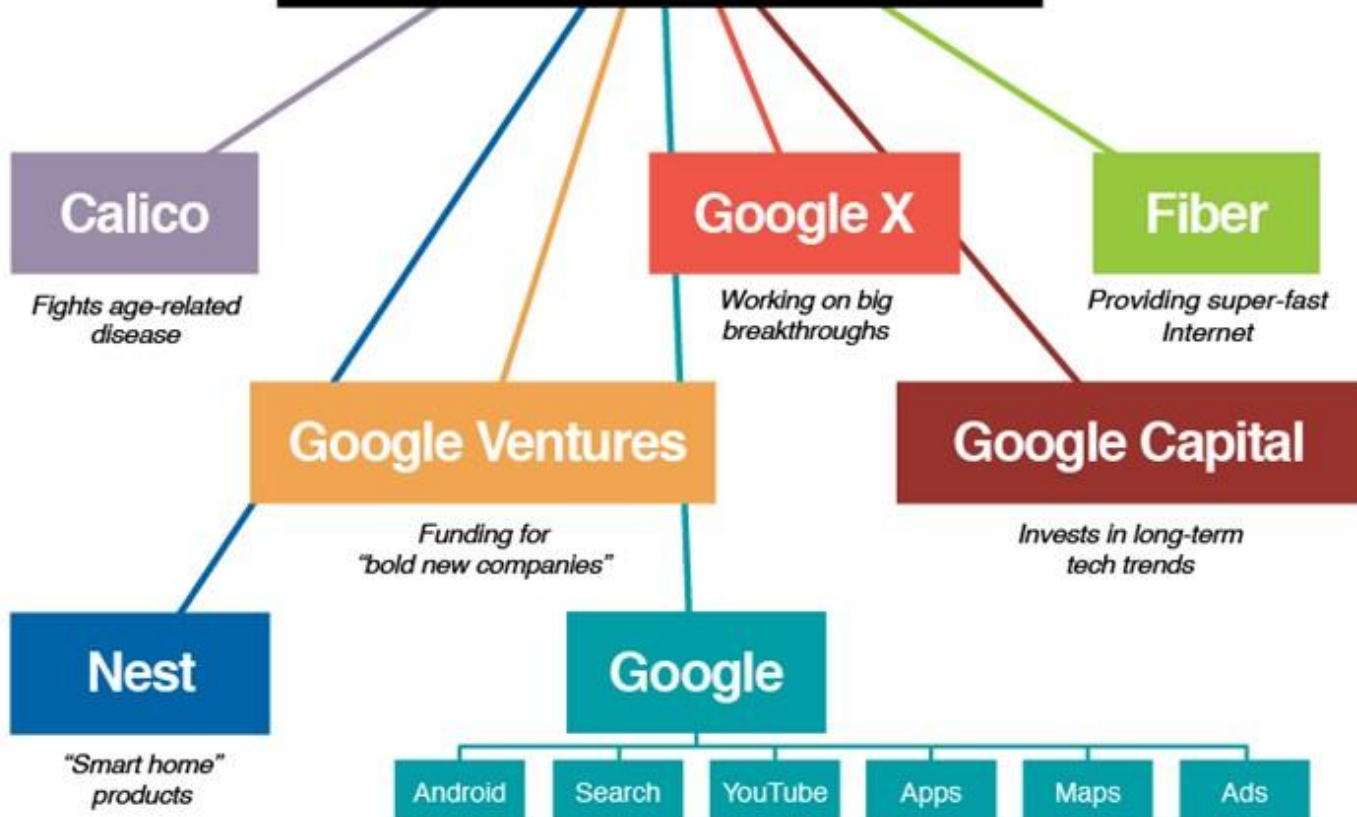 Calico
Fights age-related
disease
Google X
Working on big
breakthroughs
Fiber
Providing super-fast
Internet
Google Ventures
Funding for
“bold new companies”
Google Capital
Invests in long-term
tech trends
Nest
“Smart home”
products
Google
Android
Search
YouTube
Apps
Maps
Ads